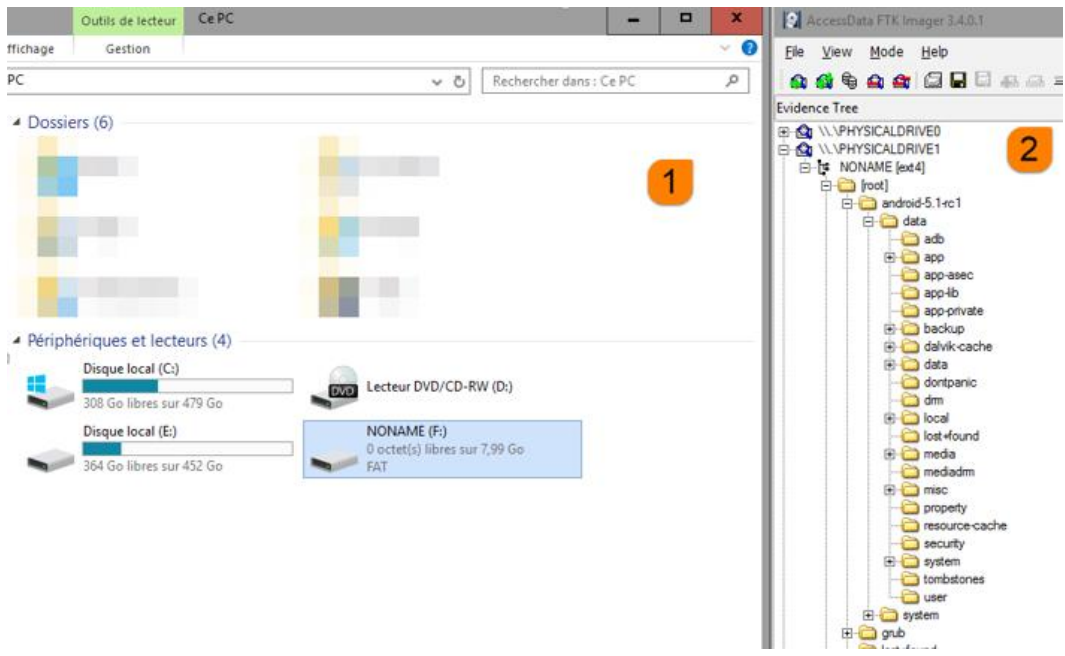 Outils de lecteur Ce PC
ffichage Gestion
PC
Rechercher dans : Ce PC
Dossiers (6)
1
Périphériques et lecteurs (4)
Disque local (C:)
308 Go libres sur 479 Go
DVD
Lecteur DVD/CD-RW (D:)
Disque local (E:)
364 Go libres sur 452 Go
NONAME (F:)
0 octet(s) libres sur 7,99 Go
FAT
AccessData FTK Imager 3.4.0.1
File View Mode Help
Evidence Tree
\\.\PHYSICALDRIVE0
\\.\PHYSICALDRIVE1
2
NONAME [ext4]
[root]
android-5.1-rc1
data
adb
app
app-asec
app-lib
app-private
backup
dalvik-cache
data
dontpanic
drm
local
lost+found
media
mediadrm
misc
property
resource-cache
security
system
tombstones
user
system
grub
lost+found